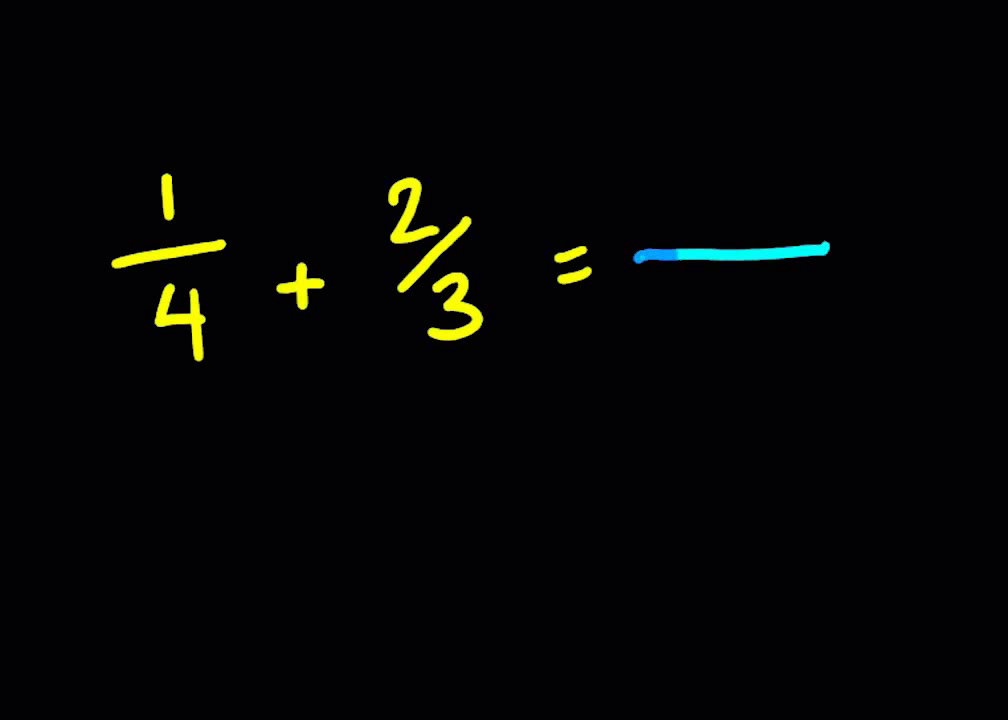 1/4 + 2/3 =